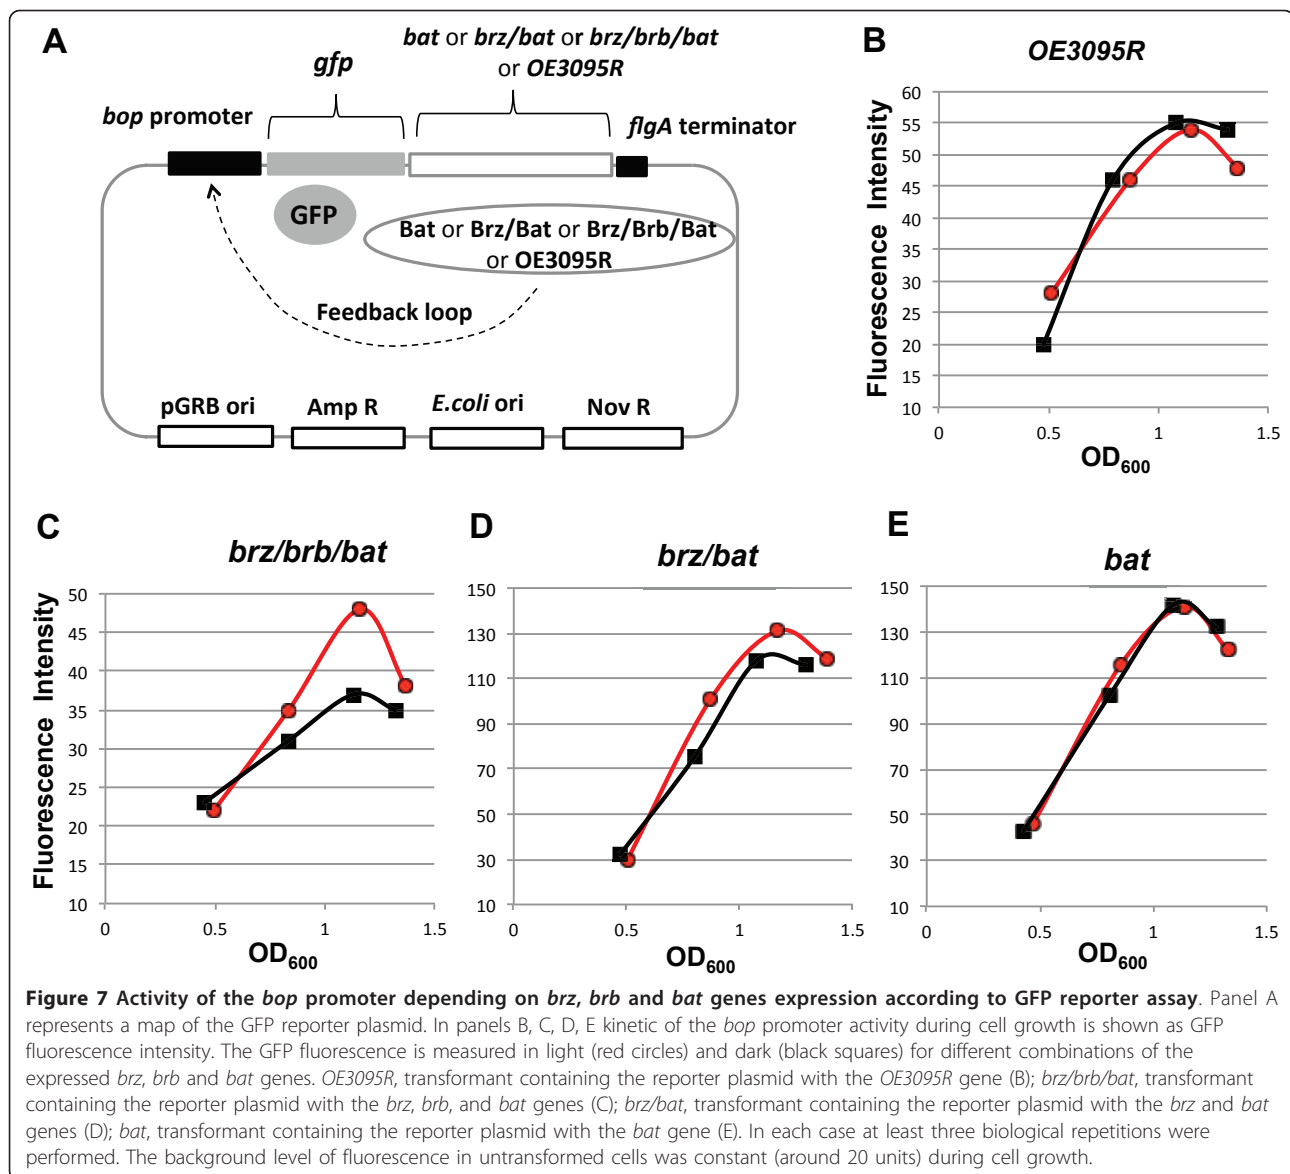 A
bat or brz/bat or brz/brb/bat
or OE3095R
gfp
bop promoter
flgA terminator
GFP
Bat or Brz/Bat or Brz/Brb/Bat
or OE3095R
Feedback loop
pGRB ori
Amp R
E.coli ori
Nov R
B
OE3095R
Fluorescence Intensity
60
55
50
45
40
35
30
25
20
15
10
0
0.5
1
1.5
OD600
C
brz/brb/bat
Fluorescence Intensity
50
45
40
35
30
25
20
15
10
0
0.5
1
1.5
OD600
D
brz/bat
150
130
110
90
70
50
30
10
0
0.5
1
1.5
OD600
E
bat
150
130
110
90
70
50
30
10
0
0.5
1
1.5
OD600
Figure 7 Activity of the bop promoter depending on brz, brb and bat genes expression according to GFP reporter assay. Panel A
represents a map of the GFP reporter plasmid. In panels B, C, D, E kinetic of the bop promoter activity during cell growth is shown as GFP
fluorescence intensity. The GFP fluorescence is measured in light (red circles) and dark (black squares) for different combinations of the
expressed brz, brb and bat genes. OE3095R, transformant containing the reporter plasmid with the OE3095R gene (B); brz/brb/bat, transformant
containing the reporter plasmid with the brz, brb, and bat genes (C); brz/bat, transformant containing the reporter plasmid with the brz and bat
genes (D); bat, transformant containing the reporter plasmid with the bat gene (E). In each case at least three biological repetitions were
performed. The background level of fluorescence in untransformed cells was constant (around 20 units) during cell growth.